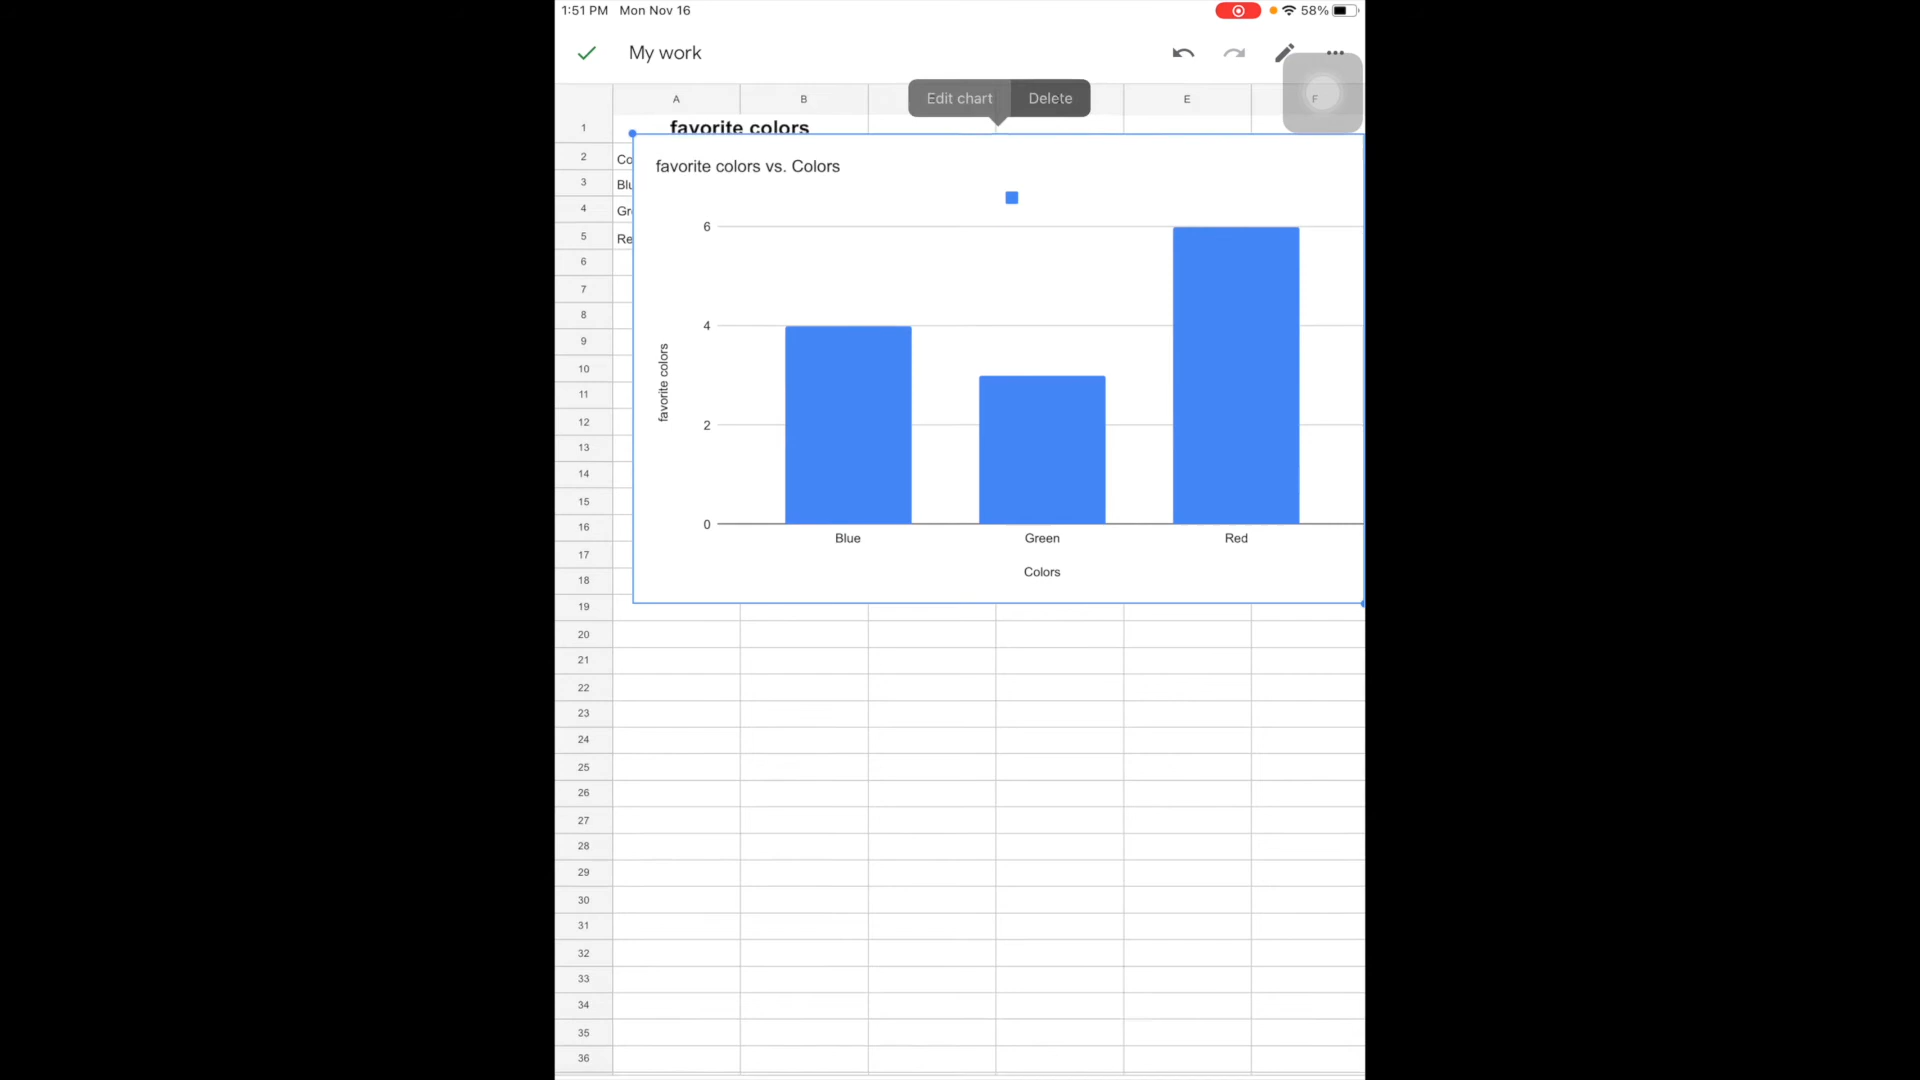 1:51 PM Mon Nov 16 58%
My work
Edit chart Delete
A B E F
1 favorite colors
2 Co
3 Blu
4 Gr
5 Re
favorite colors vs. Colors
6
4
2
0
favorite colors
Blue Green Red
Colors
6
7
8
9
10
11
12
13
14
15
16
17
18
19
20
21
22
23
24
25
26
27
28
29
30
31
32
33
34
35
36